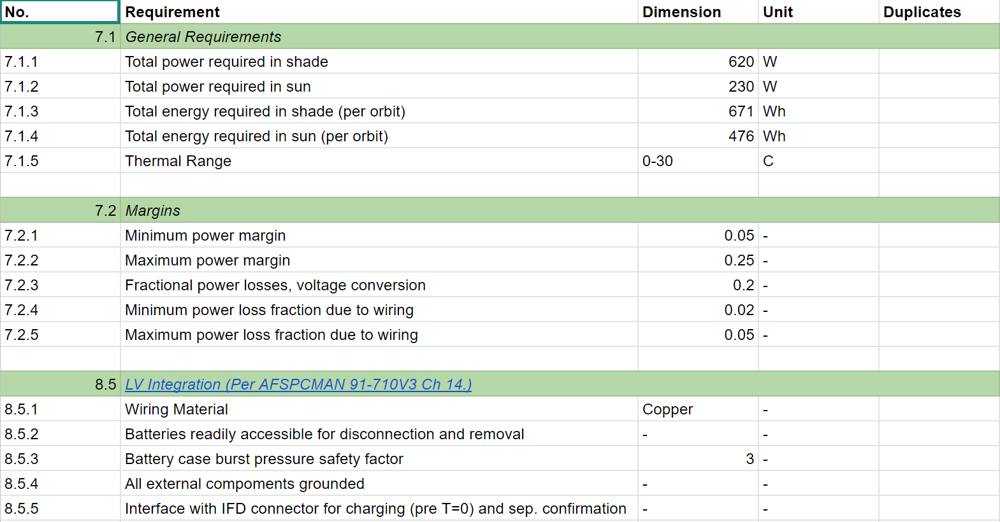 No. Requirement Dimension Unit Duplicates
7.1 General Requirements
7.1.1 Total power required in shade 620 W
7.1.2 Total power required in sun 230 W
7.1.3 Total energy required in shade (per orbit) 671 Wh
7.1.4 Total energy required in sun (per orbit) 476 Wh
7.1.5 Thermal Range 0-30 C
7.2 Margins
7.2.1 Minimum power margin 0.05 -
7.2.2 Maximum power margin 0.25 -
7.2.3 Fractional power losses, voltage conversion 0.2 -
7.2.4 Minimum power loss fraction due to wiring 0.02 -
7.2.5 Maximum power loss fraction due to wiring 0.05 -
8.5 LV Integration (Per AFSPCMAN 91-710V3 Ch 14.)
8.5.1 Wiring Material Copper -
8.5.2 Batteries readily accessible for disconnection and removal - -
8.5.3 Battery case burst pressure safety factor 3 -
8.5.4 All external compoments grounded - -
8.5.5 Interface with IFD connector for charging (pre T=0) and sep. confirmation - -